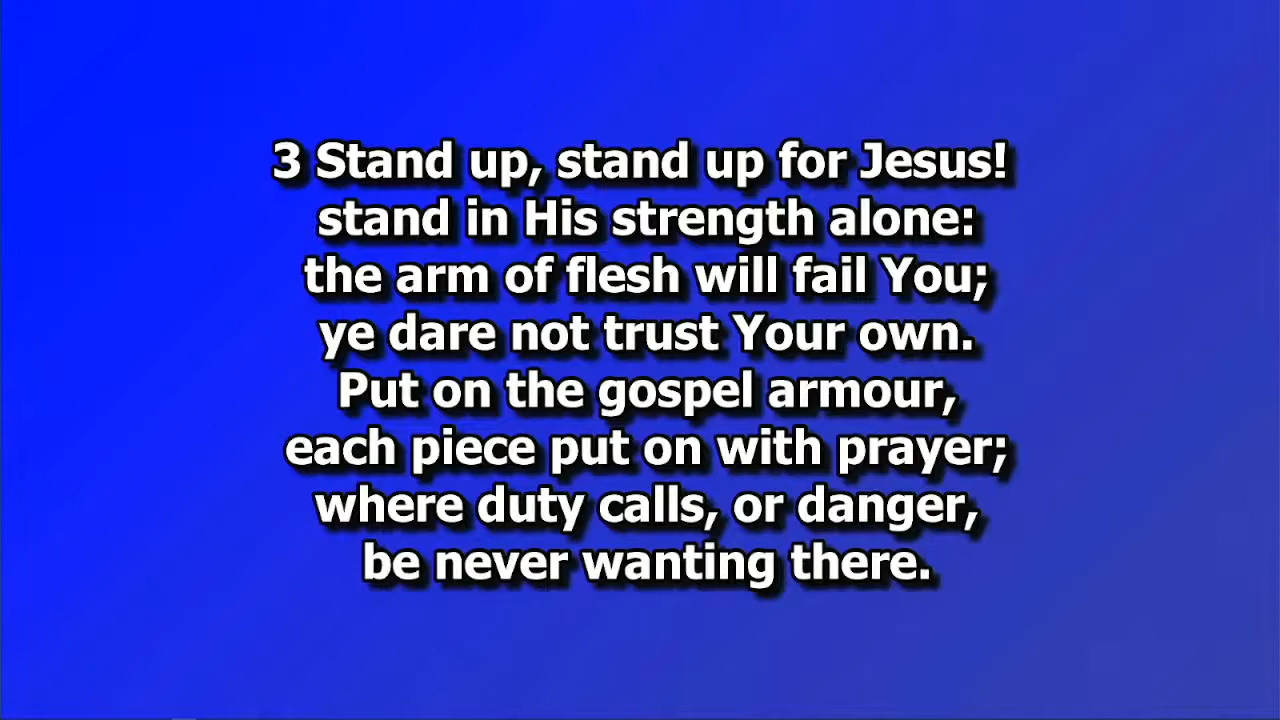 3 Stand up, stand up for Jesus!
stand in His strength alone:
the arm of flesh will fail You;
ye dare not trust Your own.
Put on the gospel armour,
each piece put on with prayer;
where duty calls, or danger,
be never wanting there.